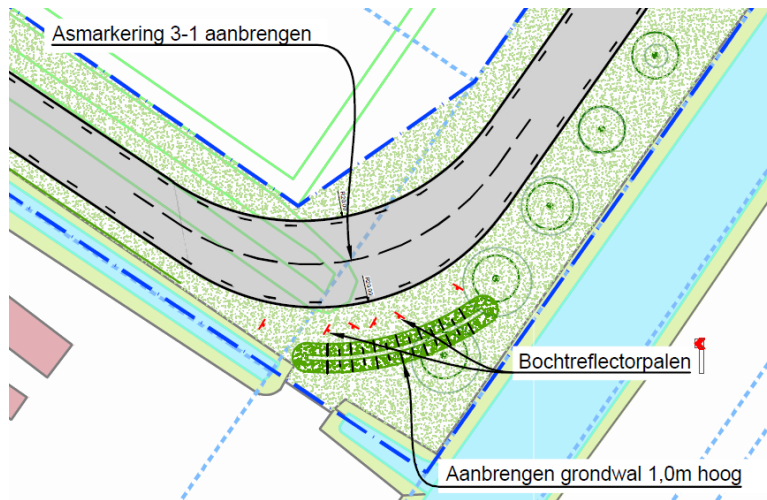 Asmarkering 3-1 aanbrengen
Bochtreflectorpalen
Aanbrengen grondwal 1,0m hoog